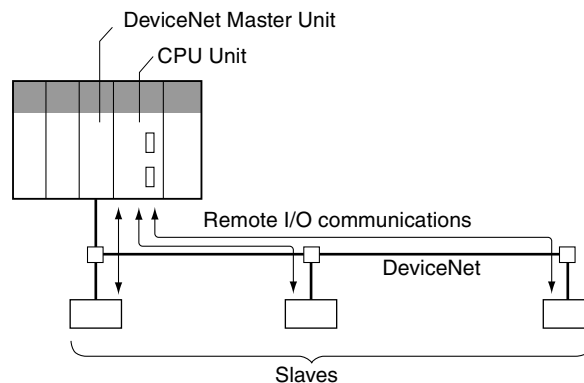 DeviceNet Master Unit
CPU Unit
Remote I/O communications
DeviceNet
Slaves